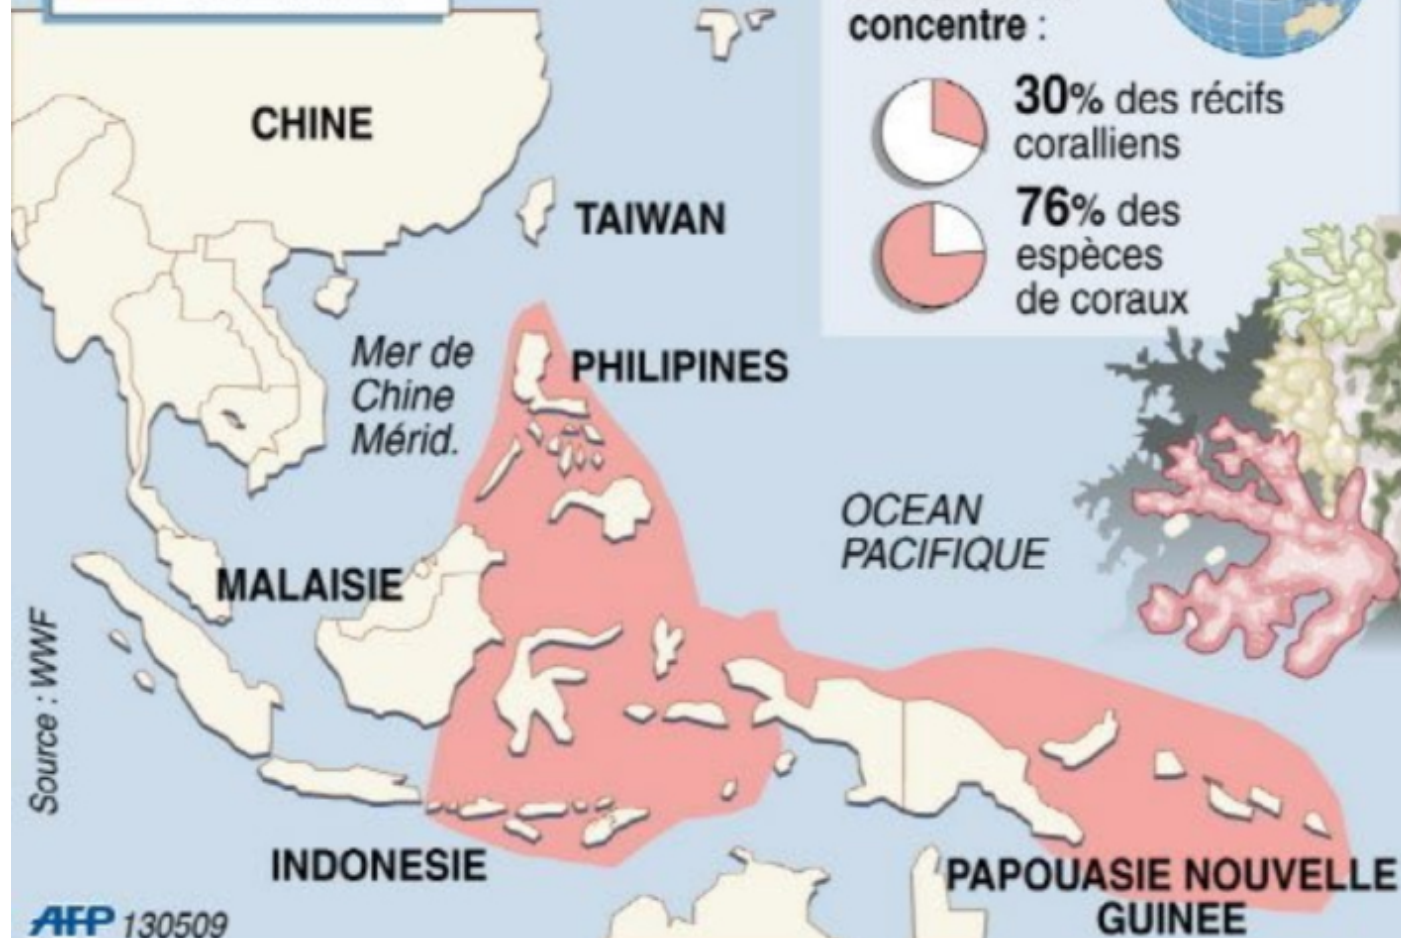 concentre :
30% des récifs
coralliens
76% des
espèces
de coraux
CHINE
TAIWAN
Mer de
Chine
Mérid.
PHILIPINES
OCEAN
PACIFIQUE
MALAISIE
Source : WWF
INDONESIE
PAPOUASIE NOUVELLE
GUINEE
AFP 130509